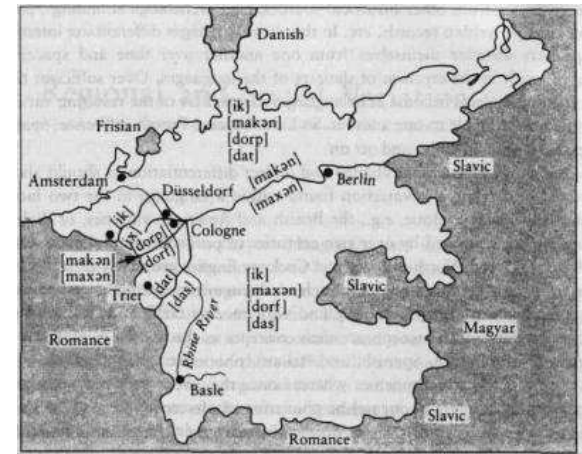 Danish
Frisian
[ik]
[makən]
[dorp]
[dat]
Slavic
Amsterdam
Düsseldorf
[makən]
[maxən]
Berlin
[ik]
[ix]
Cologne
[dorp]
[dorf]
[makən]
[maxən]
[dat]
[das]
Trier
[ik]
[maxən]
[dorf]
[das]
Slavic
Magyar
Romance
Rhine River
Basle
Slavic
Romance